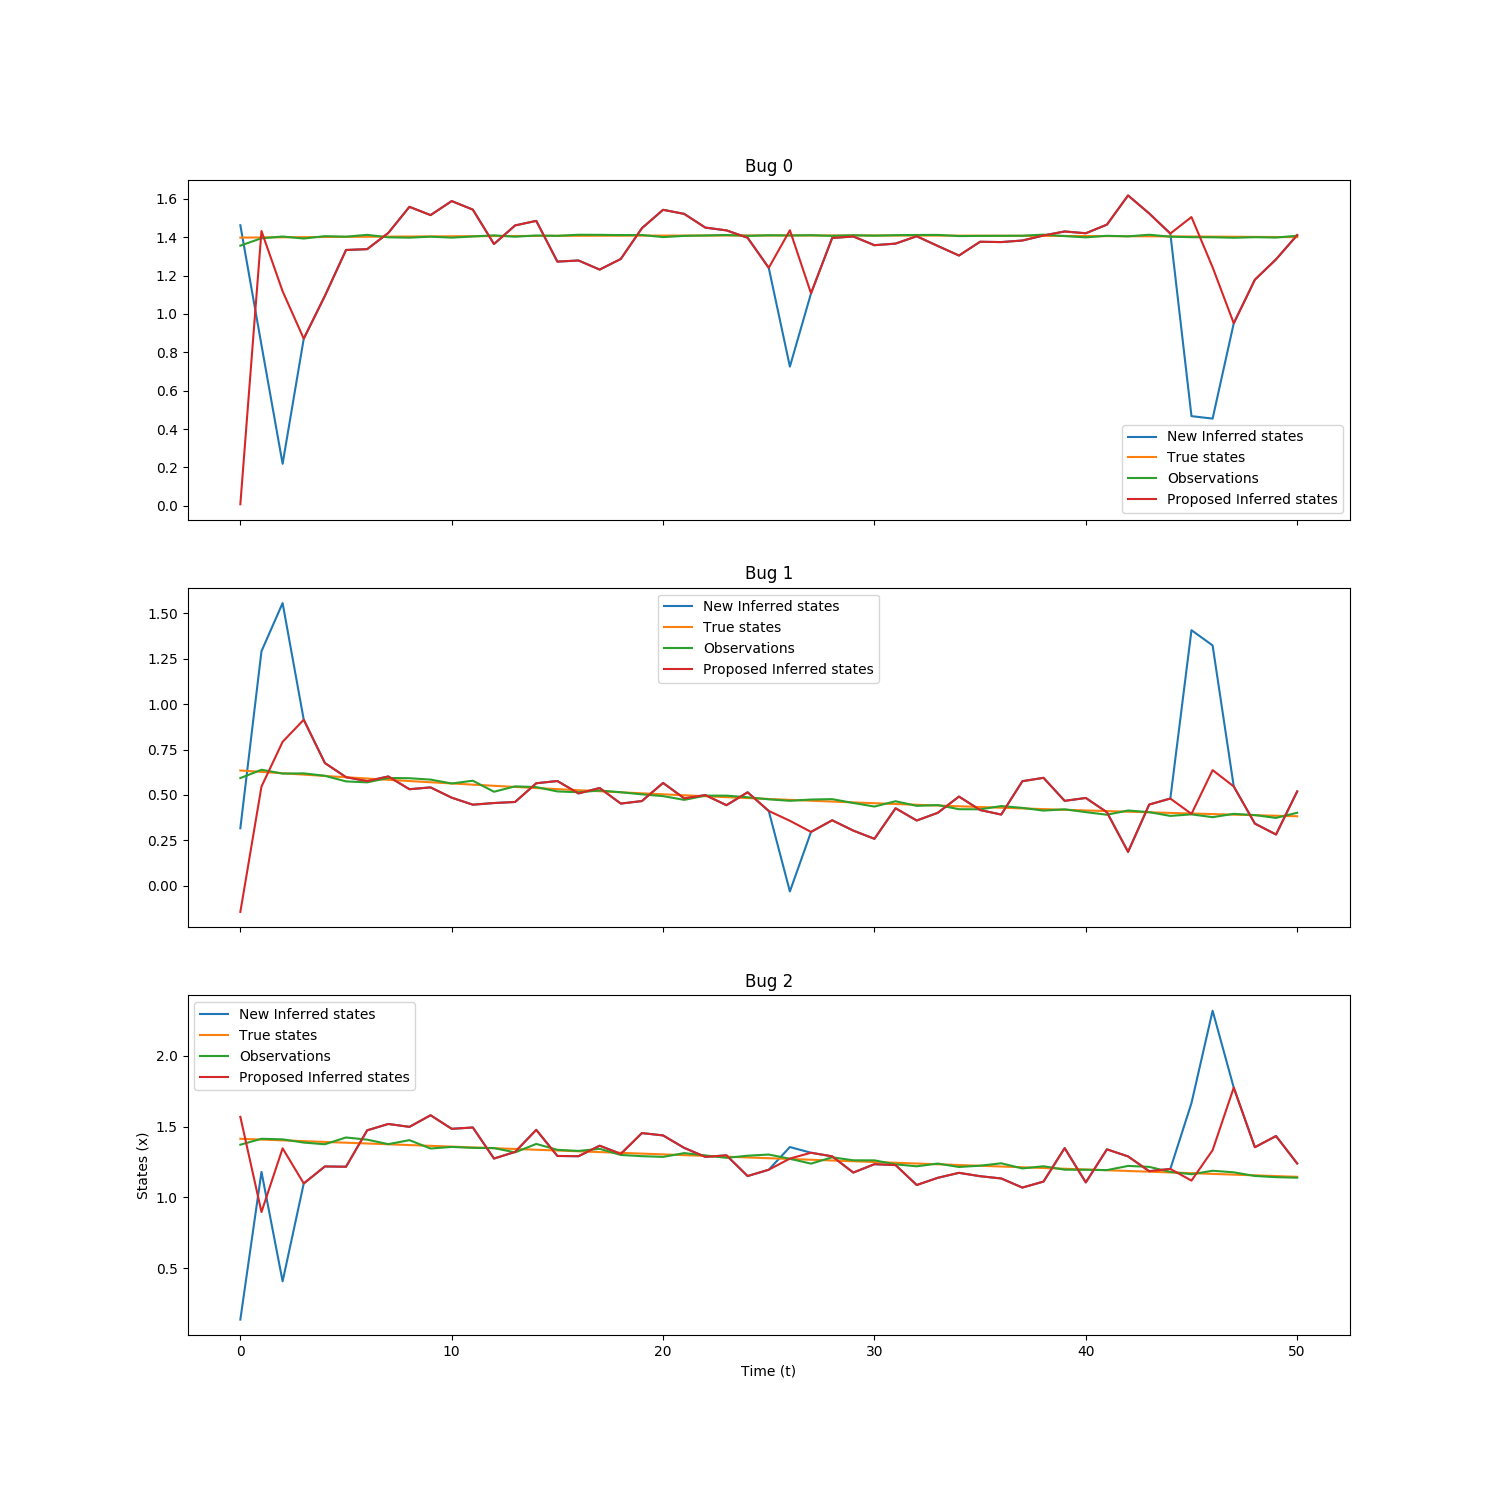 Bug 0
1.6
1.4
1.2
1.0
0.8
0.6
0.4
0.2
0.0
New Inferred states
True states
Observations
Proposed Inferred states
Bug 1
1.50
1.25
1.00
0.75
0.50
0.25
0.00
New Inferred states
True states
Observations
Proposed Inferred states
Bug 2
States (x)
2.0
1.5
1.0
0.5
New Inferred states
True states
Observations
Proposed Inferred states
0 10 20 30 40 50
Time (t)